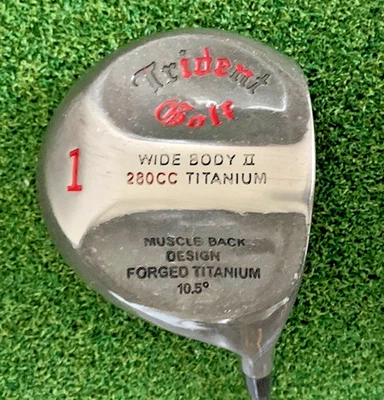 Trident
Golf
1
WIDE BODY II
280CC TITANIUM
MUSCLE BACK
DESIGN
FORGED TITANIUM
10.5°